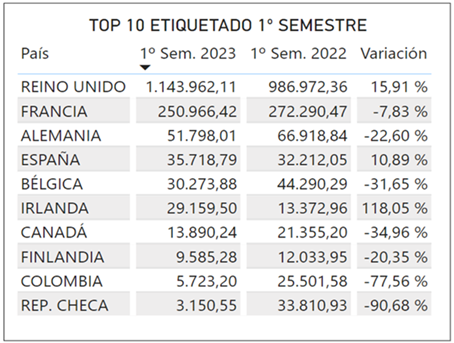 TOP 10 ETIQUETADO 1º SEMESTRE
País 1º Sem. 2023 1º Sem. 2022 Variación
REINO UNIDO 1.143.962,11 986.972,36 15,91 %
FRANCIA 250.966,42 272.290,47 -7,83 %
ALEMANIA 51.798,01 66.918,84 -22,60 %
ESPAÑA 35.718,79 32.212,05 10,89 %
BÉLGICA 30.273,88 44.290,29 -31,65 %
IRLANDA 29.159,50 13.372,96 118,05 %
CANADÁ 13.890,24 21.355,20 -34,96 %
FINLANDIA 9.585,28 12.033,95 -20,35 %
COLOMBIA 5.723,20 25.501,58 -77,56 %
REP. CHECA 3.150,55 33.810,93 -90,68 %